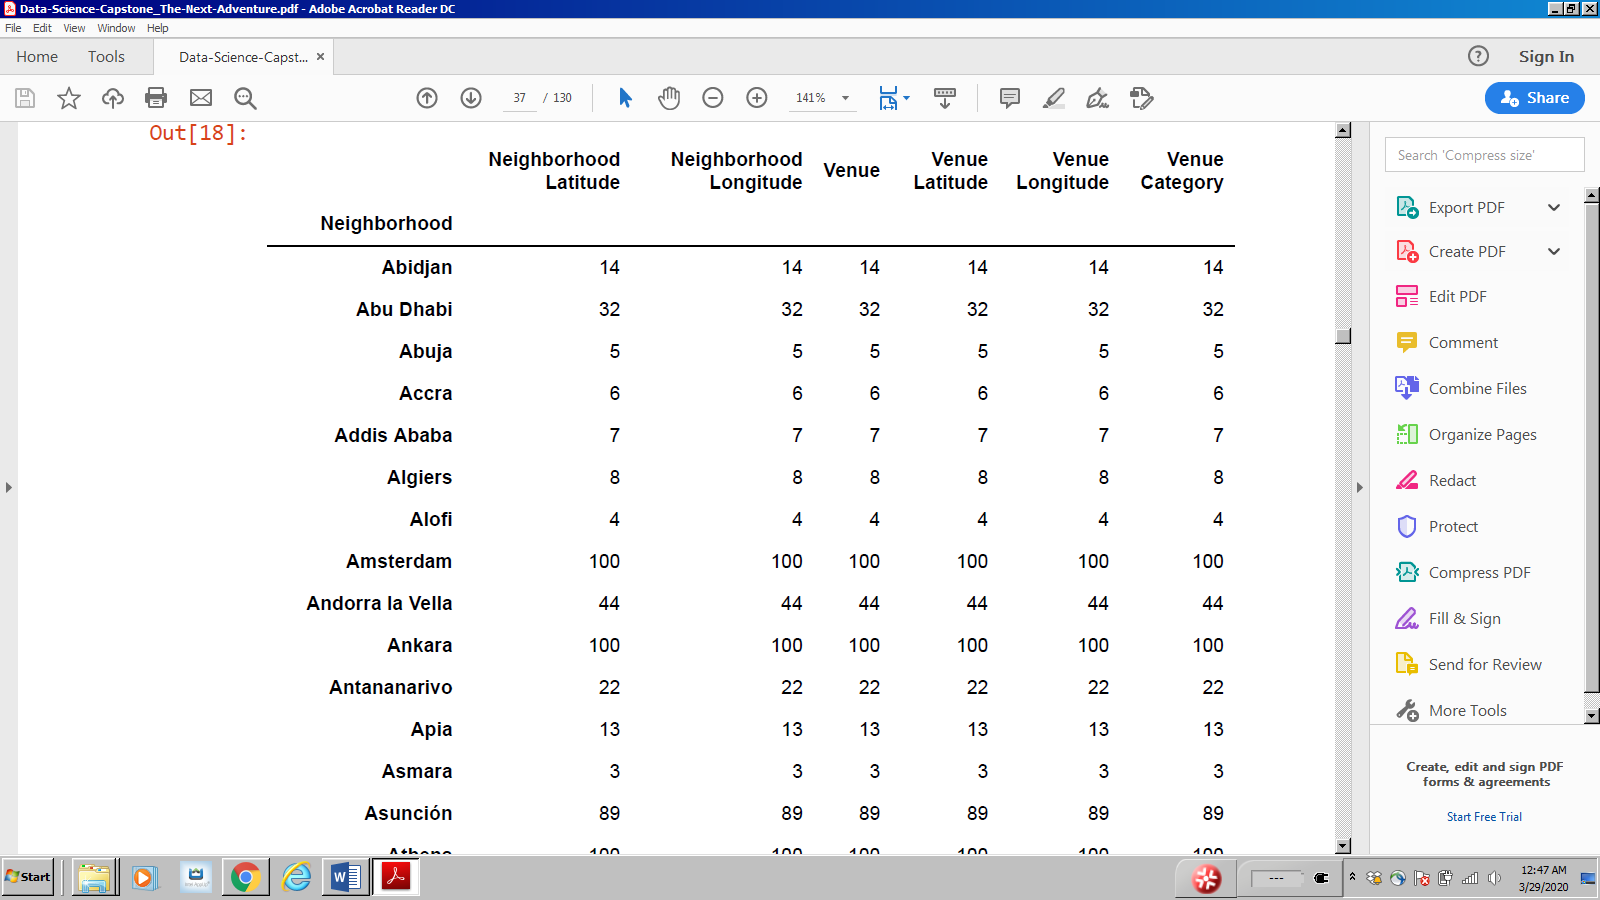 Data-Science-Capstone_The-Next-Adventure.pdf - Adobe Acrobat Reader DC
File Edit View Window Help
Home Tools Data-Science-Capst... × ? Sign In
37 / 130 141% Share
Out[18]:
Neighborhood Latitude Neighborhood Longitude Venue Venue Latitude Venue Longitude Venue Category
Neighborhood
Abidjan 14 14 14 14 14 14
Abu Dhabi 32 32 32 32 32 32
Abuja 5 5 5 5 5 5
Accra 6 6 6 6 6 6
Addis Ababa 7 7 7 7 7 7
Algiers 8 8 8 8 8 8
Alofi 4 4 4 4 4 4
Amsterdam 100 100 100 100 100 100
Andorra la Vella 44 44 44 44 44 44
Ankara 100 100 100 100 100 100
Antananarivo 22 22 22 22 22 22
Apia 13 13 13 13 13 13
Asmara 3 3 3 3 3 3
Asunción 89 89 89 89 89 89
Athens 100 100 100 100 100 100
Search 'Compress size'
Export PDF
Create PDF
Edit PDF
Comment
Combine Files
Organize Pages
Redact
Protect
Compress PDF
Fill & Sign
Send for Review
More Tools
Create, edit and sign PDF
forms & agreements
Start Free Trial
Start
---
12:47 AM
3/29/2020